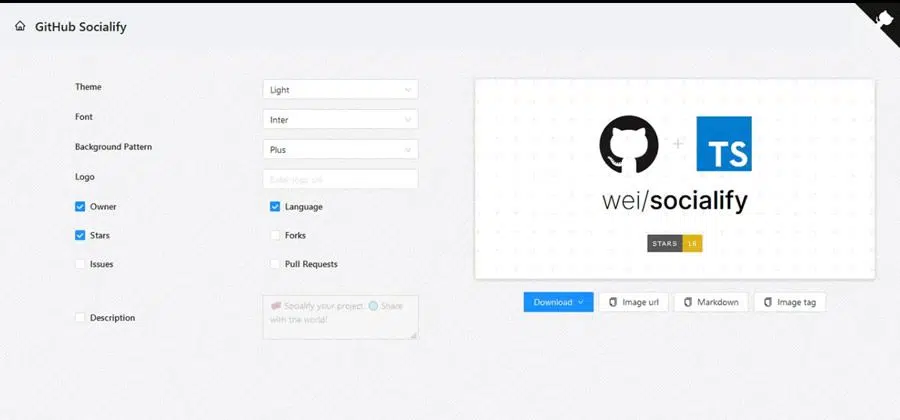 GitHub Socialify
Theme
Light
Font
Inter
Background Pattern
Plus
Logo
Enter logo url
Owner
Language
Stars
Forks
Issues
Pull Requests
Description
Socialify your project. 🌐 Share
with the world!
TS
wei/socialify
STARS 16
Download
Image url
Markdown
Image tag